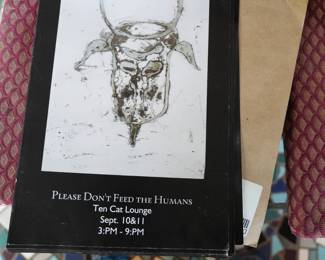 PLEASE DON'T FEED THE HUMANS
Ten Cat Lounge
Sept. 10&11
3:PM - 9:PM